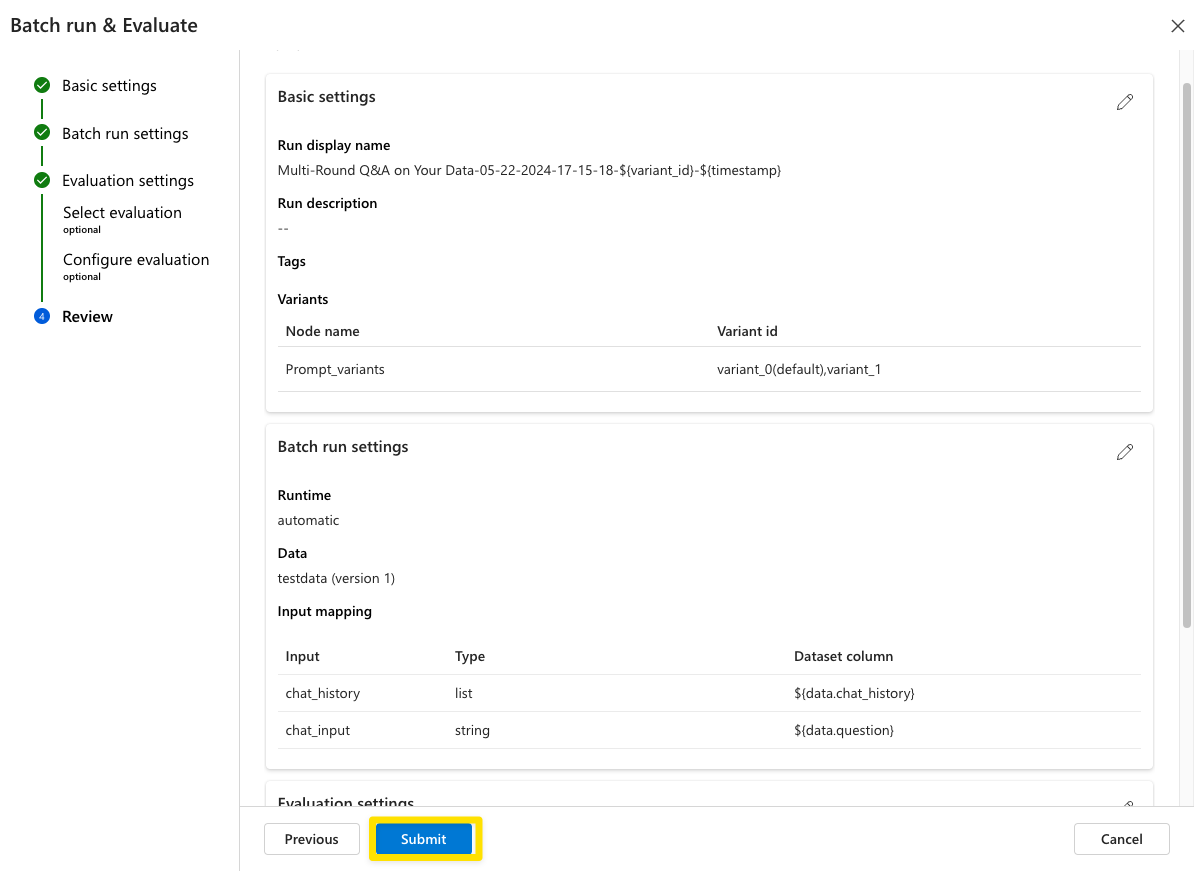 Batch run & Evaluate
Basic settings
Batch run settings
Evaluation settings
Select evaluation
optional
Configure evaluation
optional
4 Review
Basic settings
Run display name
Multi-Round Q&A on Your Data-05-22-2024-17-15-18-${variant_id}-${timestamp}
Run description
--
Tags
Variants
Node name Variant id
Prompt_variants variant_0(default),variant_1
Batch run settings
Runtime
automatic
Data
testdata (version 1)
Input mapping
Input Type Dataset column
chat_history list ${data.chat_history}
chat_input string ${data.question}
Evaluation settings
Previous Submit Cancel